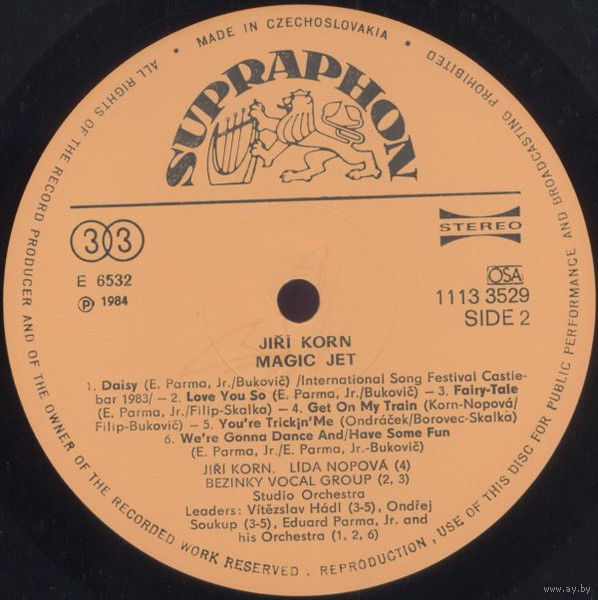 • MADE IN CZECHOSLOVAKIA •
ALL RIGHTS OF THE RECORD PRODUCER AND OF THE OWNER OF THE RECORDED WORK RESERVED . REPRODUCTION , USE OF THIS DISC FOR PUBLIC PERFORMANCE AND BROADCASTING PROHIBITED
SUPRAPHON
33
STEREO
E 6532
Ⓟ 1984
OSA
1113 3529
SIDE 2
JIŘÍ KORN
MAGIC JET
1. Daisy (E. Parma, Jr./Bukovič) /International Song Festival Castle-
bar 1983/ – 2. Love You So (E. Parma, Jr./Bukovič) – 3. Fairy-Tale
(E. Parma, Jr./Filip-Skalka) – 4. Get On My Train (Korn-Nopová/
Filip-Bukovič) – 5. You're Trickjn'Me (Ondráček/Borovec-Skalka)
6. We're Gonna Dance And/Have Some Fun
(E. Parma, Jr./E. Parma, Jr.-Bukovič)
JIŘÍ KORN. LÍDA NOPOVÁ (4)
BEZINKY VOCAL GROUP (2, 3)
Studio Orchestra
Leaders: Vítězslav Hádl (3-5), Ondřej
Soukup (3-5), Eduard Parma, Jr. and
his Orchestra (1, 2, 6)
www.ay.by